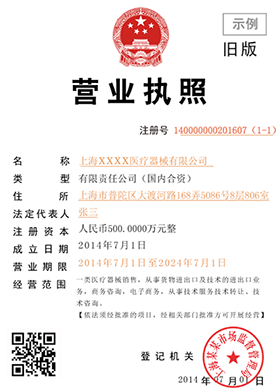 示例
旧版
营业执照
注册号 140000000201607（1-1）
名称 上海XXXX医疗器械有限公司
类型 有限责任公司（国内合资）
住所 上海市普陀区大渡河路168弄5086号8层806室
法定代表人 张三
注册资本 人民币500.0000万元整
成立日期 2014年7月1日
营业期限 2014年7月1日至2024年7月1日
经营范围 一类医疗器械销售，从事货物进出口及技术的进出口业
务，商务咨询，电子商务，从事技术服务技术转让，技
术咨询。
【依法须经批准的项目，经相关部门批准方可开展经营】
登记机关
上海某某市场监督管理局
2014年07月01日